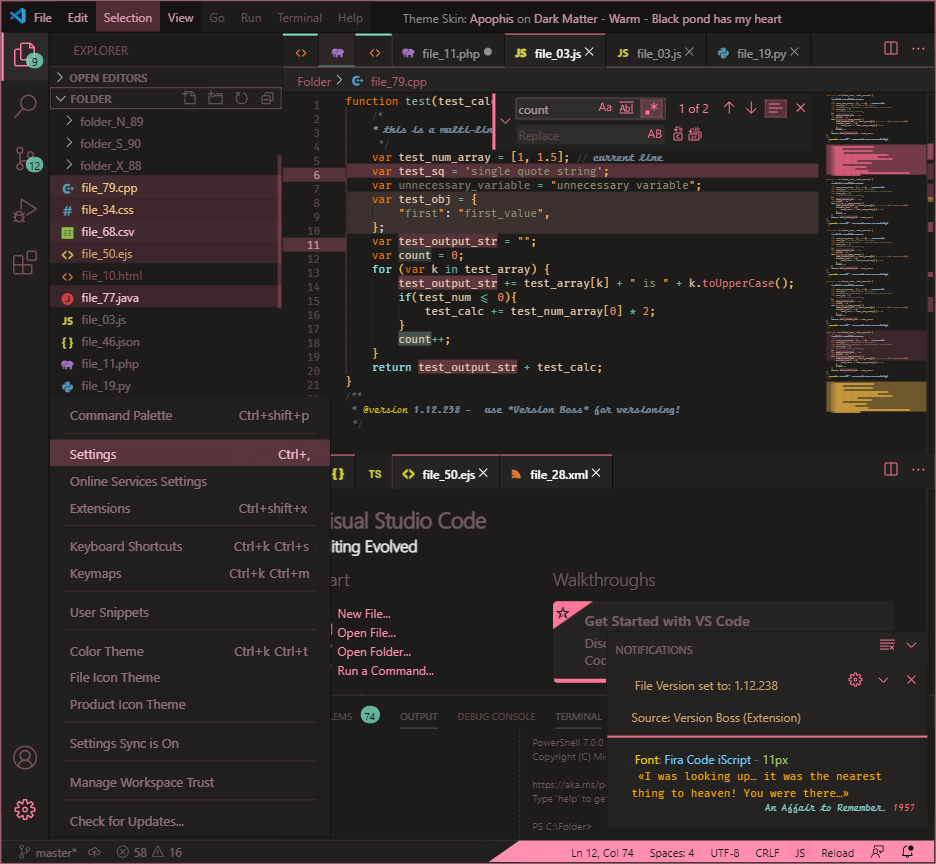 File Edit Selection View Go Run Terminal Help Theme Skin: Apophis on Dark Matter - Warm - Black pond has my heart
9
EXPLORER
OPEN EDITORS
FOLDER
folder_N_89
folder_S_90
folder_X_88
12
file_79.cpp
file_34.css
file_68.csv
file_50.ejs
file_10.html
file_77.java
JS file_03.js
{} file_46.json
file_11.php
file_19.py
<> <> file_11.php JS file_03.js JS file_03.js file_19.py
Folder > file_79.cpp
count Aa Abl .* 1 of 2
Replace AB
1 function test(test_cal
2 /*
3 * this is a multi-lin
4 */
5 var test_num_array = [1, 1.5]; // current line
6 var test_sq = 'single quote string';
7 var unnecessary_variable = "unnecessary variable";
8 var test_obj = {
9 "first": "first_value",
10 };
11 var test_output_str = "";
12 var count = 0;
13 for (var k in test_array) {
14 test_output_str += test_array[k] + " is " + k.toUpperCase();
15 if(test_num ⩽ 0){
16 test_calc += test_num_array[0] * 2;
17 }
18 count++;
19 }
20 return test_output_str + test_calc;
21 }
/**
* @version 1.12.238 - use *Version Boss* for versioning!
*/
Command Palette Ctrl+shift+p
Settings Ctrl+,
Online Services Settings
Extensions Ctrl+shift+x
Keyboard Shortcuts Ctrl+k Ctrl+s
Keymaps Ctrl+k Ctrl+m
User Snippets
Color Theme Ctrl+k Ctrl+t
File Icon Theme
Product Icon Theme
Settings Sync is On
Manage Workspace Trust
Check for Updates...
{} TS file_50.ejs file_28.xml
isual Studio Code
iting Evolved
art
New File...
Open File...
Open Folder...
Run a Command...
Walkthroughs
Get Started with VS Code
Disc
Coc
NOTIFICATIONS
File Version set to: 1.12.238
Source: Version Boss (Extension)
Font: Fira Code iScript - 11px
«I was looking up… it was the nearest
thing to heaven! You were there…»
An Affair to Remember, 1957
LEMS 74 OUTPUT DEBUG CONSOLE TERMINAL
PowerShell 7.0.0
Copyright (C) Mi
https://aka.ms/p
Type 'help' to ge
PS C:\Folder>
master* 58 16 Ln 12, Col 74 Spaces: 4 UTF-8 CRLF JS Reload